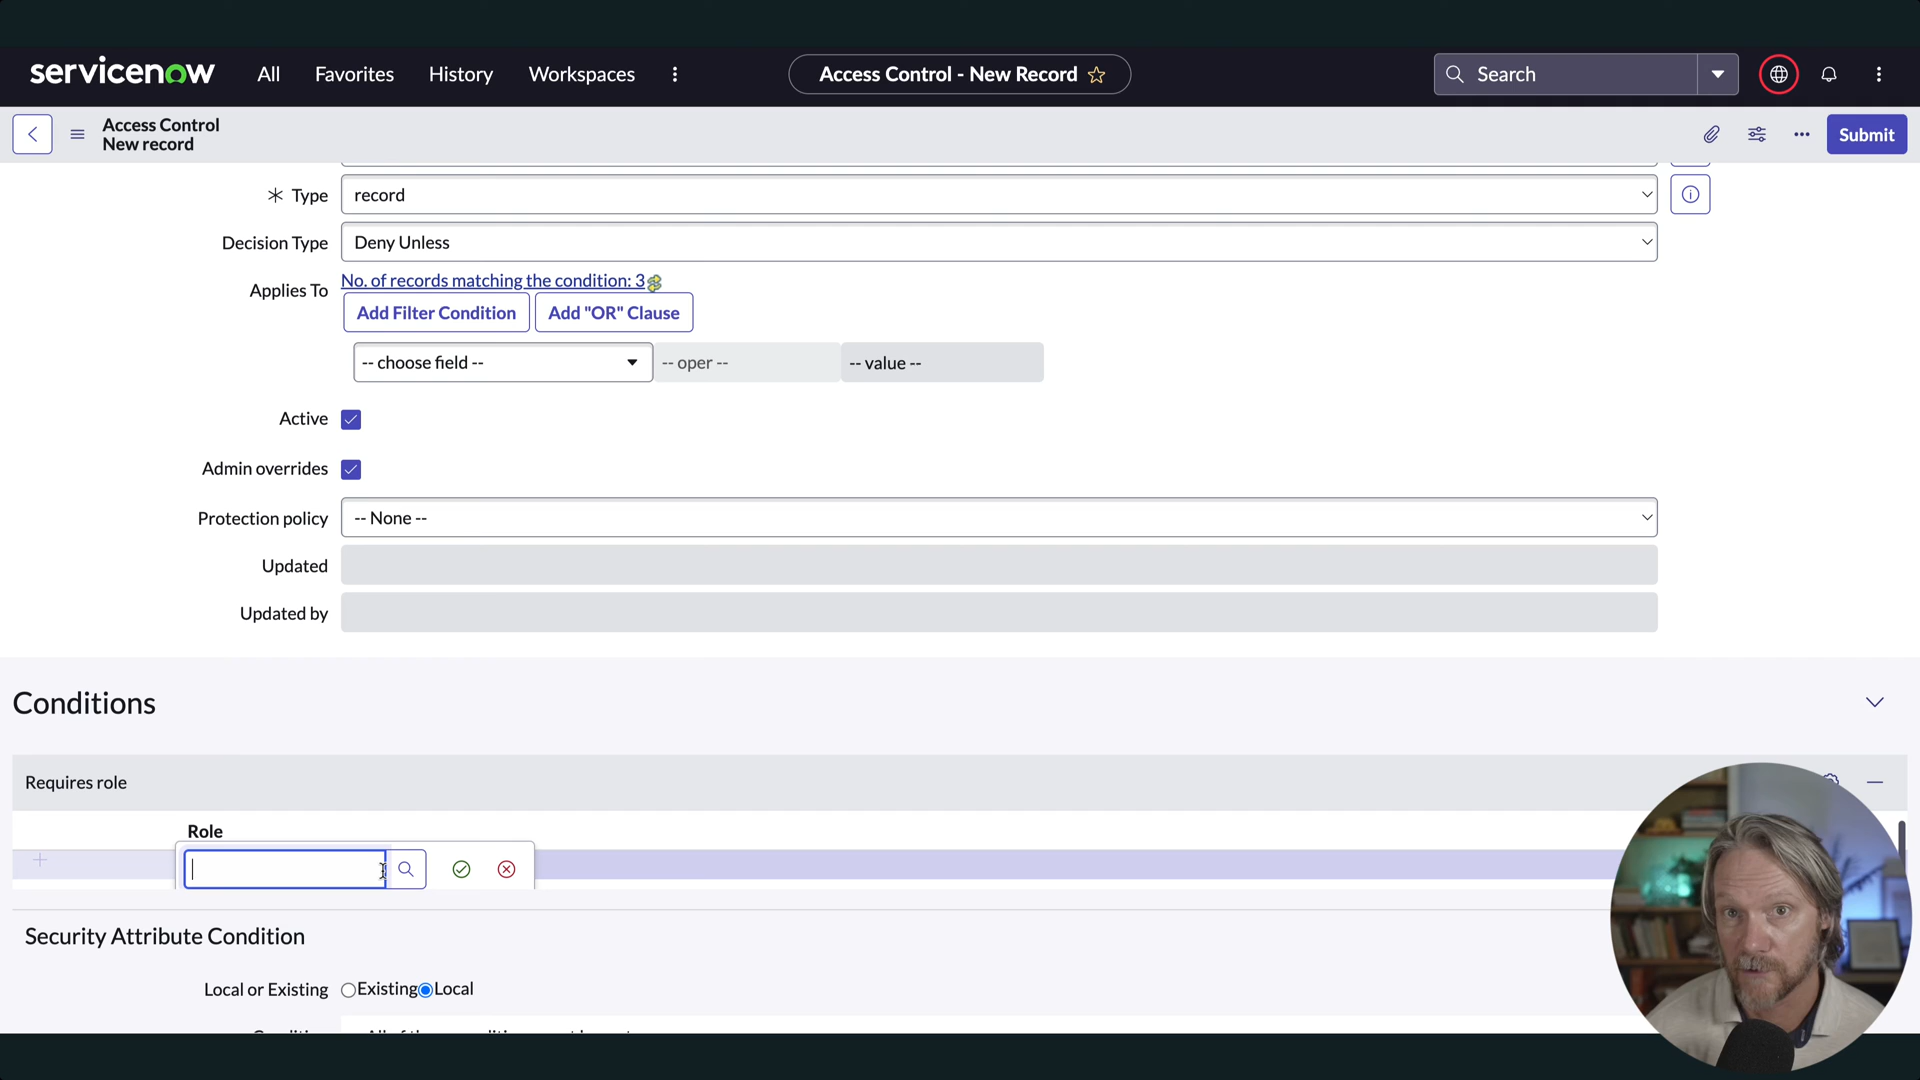 servicenow All Favorites History Workspaces Access Control - New Record Search
Access Control
New record
Submit
* Type record
Decision Type Deny Unless
Applies To No. of records matching the condition: 3
Add Filter Condition Add "OR" Clause
-- choose field -- -- oper -- -- value --
Active
Admin overrides
Protection policy -- None --
Updated
Updated by
Conditions
Requires role
Role
Security Attribute Condition
Local or Existing Existing Local